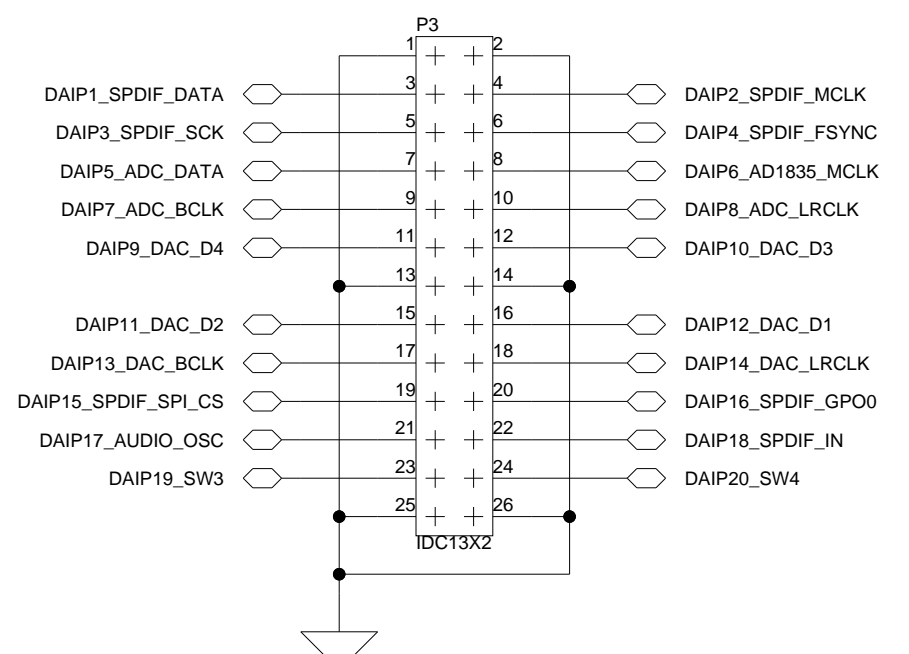 P3
1 2
DAIP1_SPDIF_DATA 3 4 DAIP2_SPDIF_MCLK
DAIP3_SPDIF_SCK 5 6 DAIP4_SPDIF_FSYNC
DAIP5_ADC_DATA 7 8 DAIP6_AD1835_MCLK
DAIP7_ADC_BCLK 9 10 DAIP8_ADC_LRCLK
DAIP9_DAC_D4 11 12 DAIP10_DAC_D3
13 14
DAIP11_DAC_D2 15 16 DAIP12_DAC_D1
DAIP13_DAC_BCLK 17 18 DAIP14_DAC_LRCLK
DAIP15_SPDIF_SPI_CS 19 20 DAIP16_SPDIF_GPO0
DAIP17_AUDIO_OSC 21 22 DAIP18_SPDIF_IN
DAIP19_SW3 23 24 DAIP20_SW4
25 26
IDC13X2